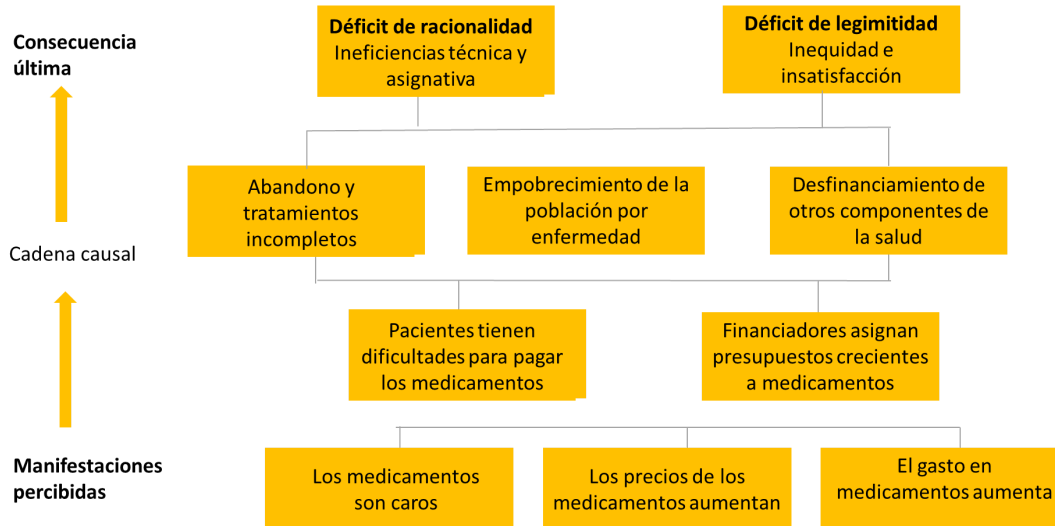 Consecuencia
última
Déficit de racionalidad
Ineficiencias técnica y
asignativa
Déficit de legimitidad
Inequidad e
insatisfacción
Cadena causal
Abandono y
tratamientos
incompletos
Empobrecimiento de la
población por
enfermedad
Desfinanciamiento de
otros componentes de
la salud
Pacientes tienen
dificultades para pagar
los medicamentos
Financiadores asignan
presupuestos crecientes
a medicamentos
Manifestaciones
percibidas
Los medicamentos
son caros
Los precios de los
medicamentos aumentan
El gasto en
medicamentos aumenta